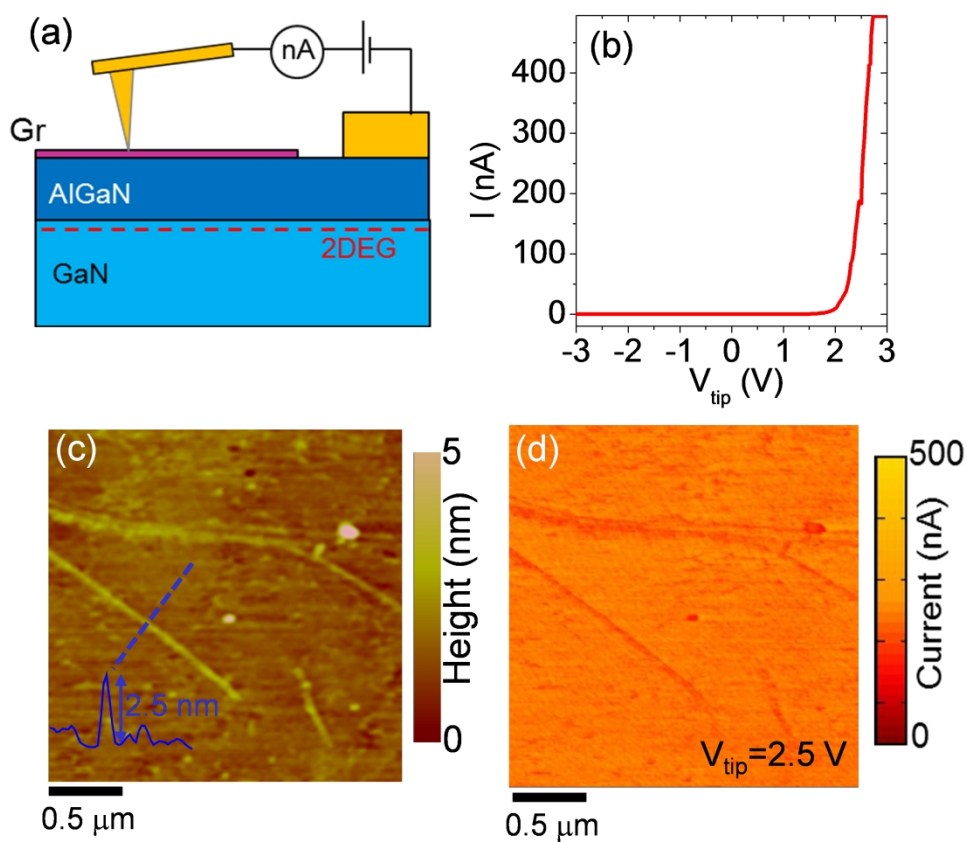 (a)
nA
Gr
AlGaN
2DEG
GaN
(b)
I (nA)
400
300
200
100
0
-3 -2 -1 0 1 2 3
V_tip (V)
(c)
2.5 nm
0.5 μm
5
Height (nm)
0
(d)
V_tip=2.5 V
0.5 μm
500
Current (nA)
0